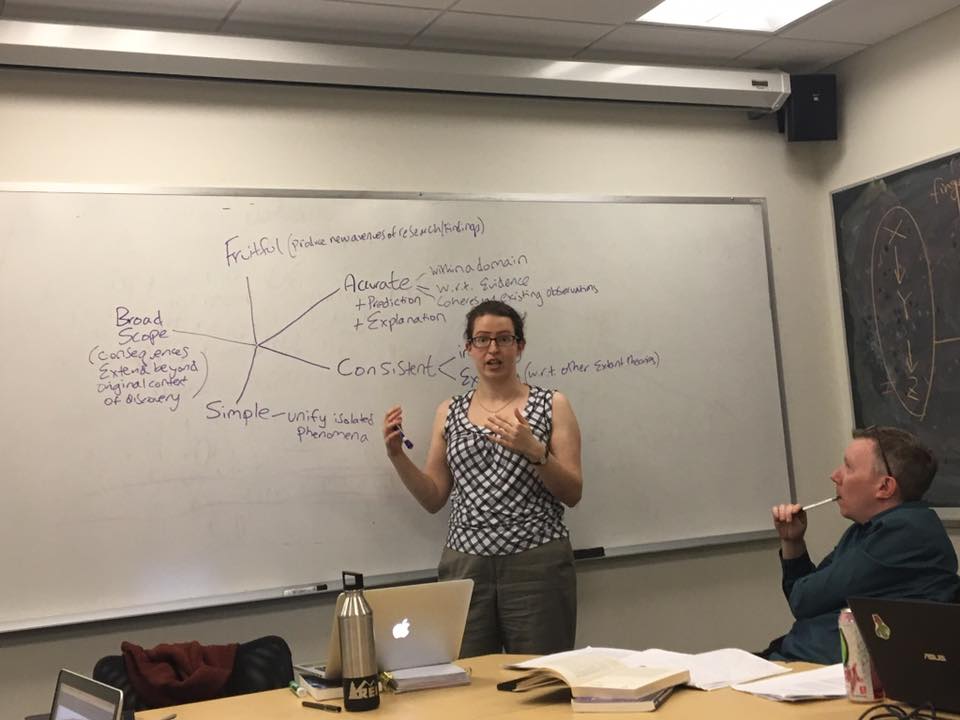 Fruitful (produce new avenues of research/findings)
Accurate
within a domain
w.r.t. Evidence
Coheres w/ existing observations
+ Prediction
+ Explanation
Broad
Scope
(consequences
Extend beyond
original context
of discovery)
Consistent
(w.r.t other Extant theories)
Simple - unify isolated
phenomena
X
Y
Z
REI
ASUS